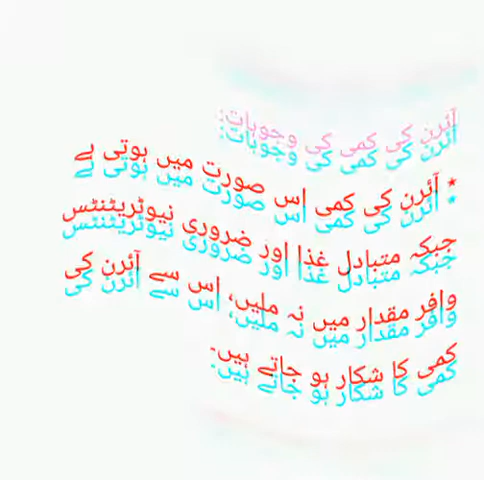 آئرن کی کمی کی وجوہات:
* آئرن کی کمی اس صورت میں ہوتی ہے
جبکہ متبادل غذا اور ضروری نیوٹریٹنٹس
وافر مقدار میں نہ ملیں، اس سے آئرن کی
کمی کا شکار ہو جاتے ہیں۔